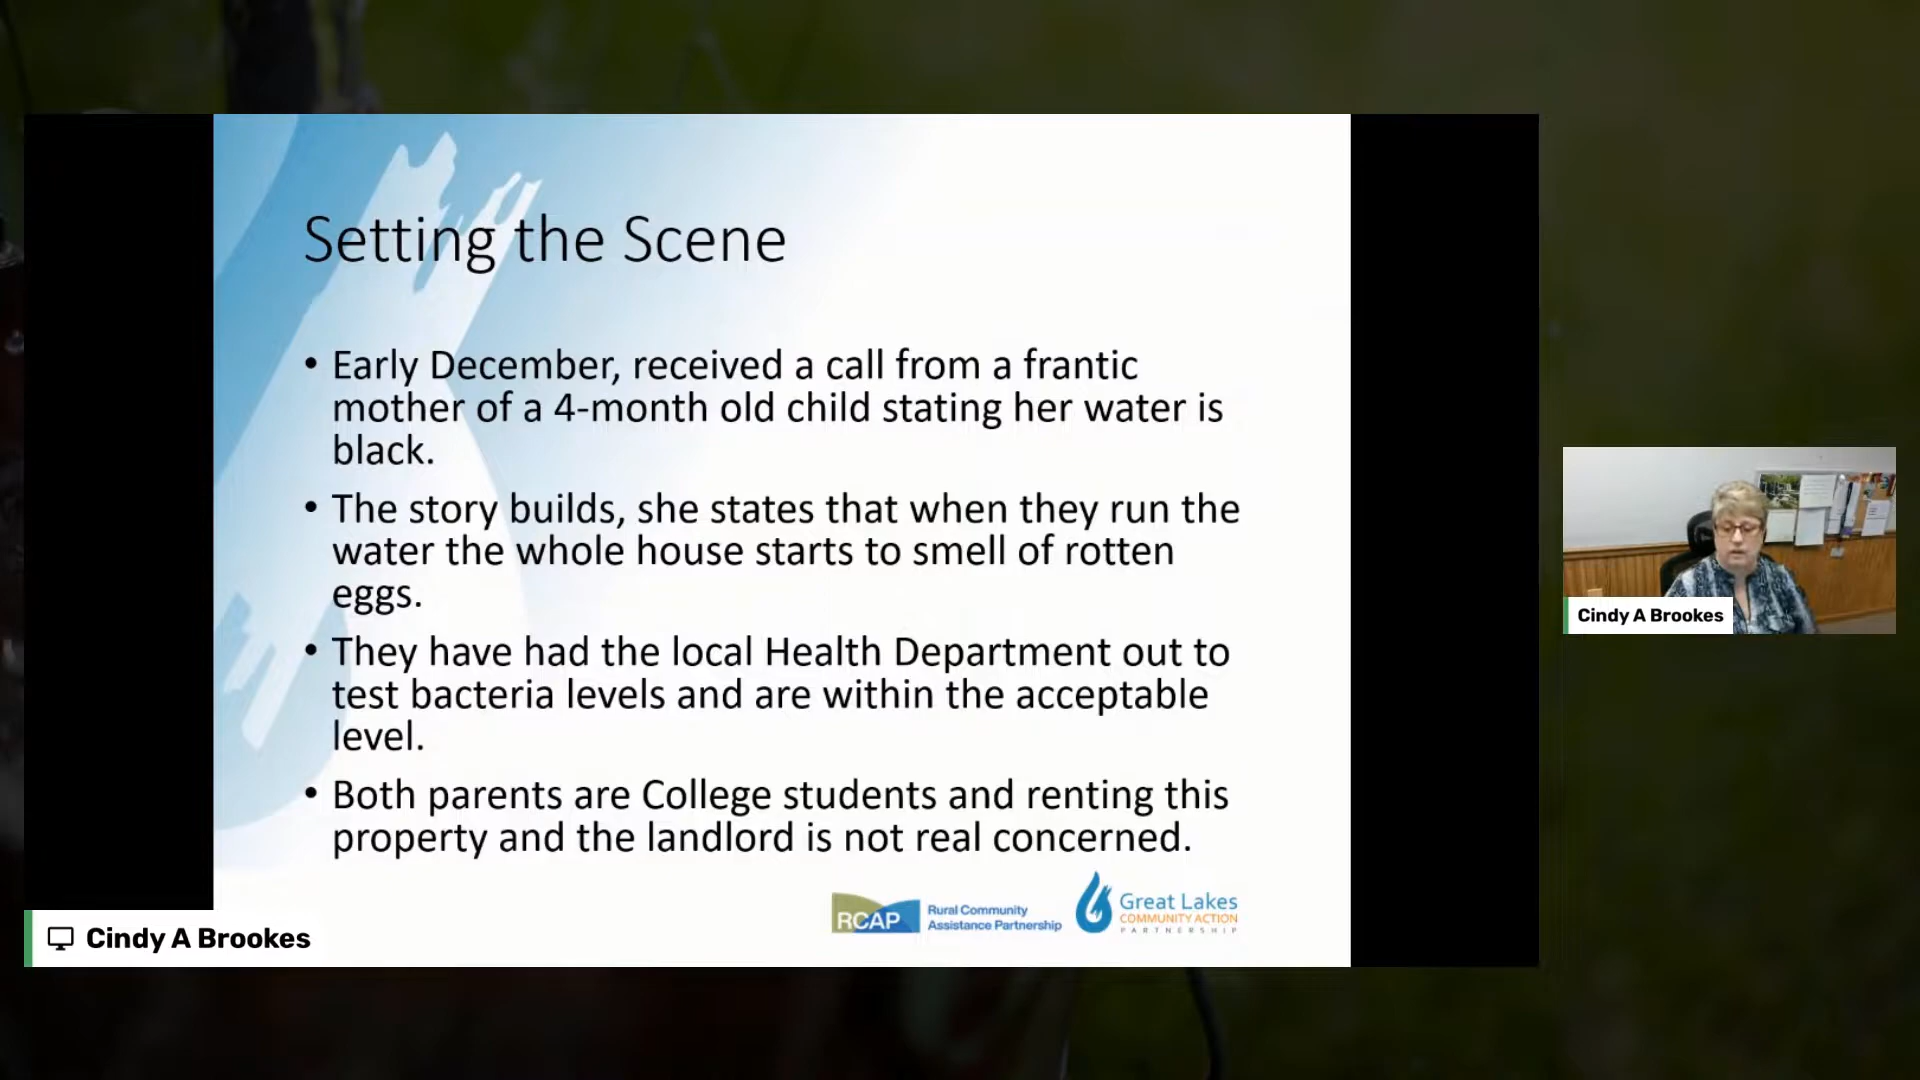 Setting the Scene
• Early December, received a call from a frantic
mother of a 4-month old child stating her water is
black.
• The story builds, she states that when they run the
water the whole house starts to smell of rotten
eggs.
• They have had the local Health Department out to
test bacteria levels and are within the acceptable
level.
• Both parents are College students and renting this
property and the landlord is not real concerned.
RCAP
Rural Community
Assistance Partnership
Great Lakes
COMMUNITY ACTION
PARTNERSHIP
Cindy A Brookes
Cindy A Brookes